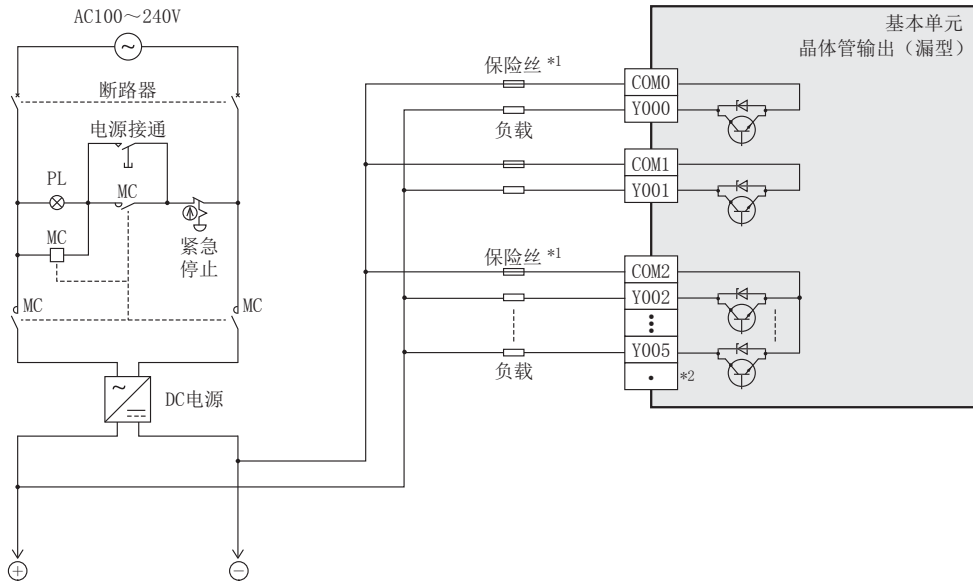 AC100～240V
断路器
电源接通
PL
MC
MC
紧急
停止
MC
MC
DC电源
保险丝 *1
负载
保险丝 *1
负载
COM0
Y000
COM1
Y001
COM2
Y002
Y005
*2
基本单元
晶体管输出（漏型）